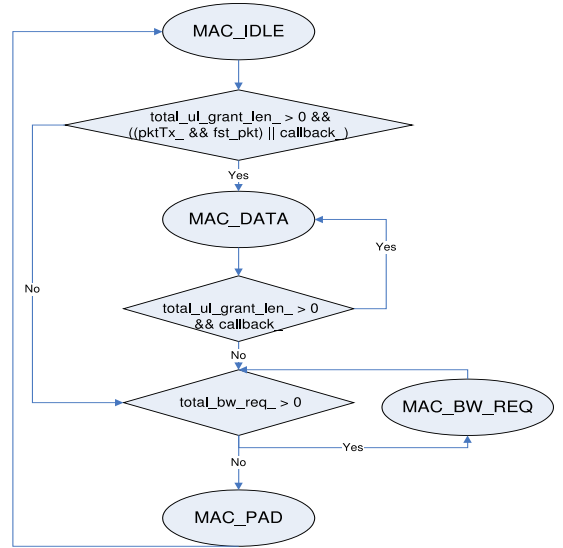 MAC_IDLE
total_ul_grant_len_ > 0 &&
((pktTx_ && fst_pkt) || callback_ )
Yes
MAC_DATA
Yes
No
total_ul_grant_len_ > 0
&& callback_
No
total_bw_req_ > 0
MAC_BW_REQ
Yes
No
MAC_PAD